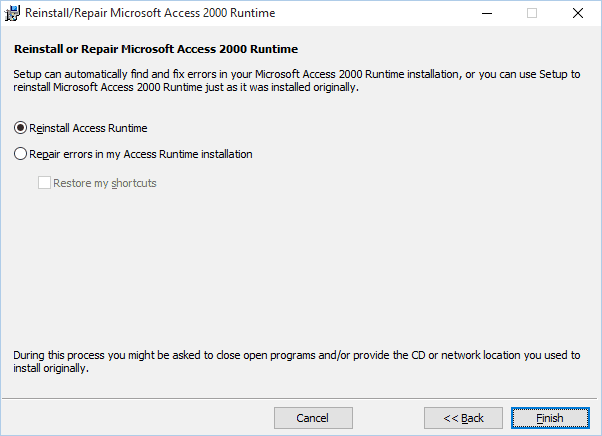 Reinstall/Repair Microsoft Access 2000 Runtime
Reinstall or Repair Microsoft Access 2000 Runtime
Setup can automatically find and fix errors in your Microsoft Access 2000 Runtime installation, or you can use Setup to
reinstall Microsoft Access 2000 Runtime just as it was installed originally.
Reinstall Access Runtime
Repair errors in my Access Runtime installation
Restore my shortcuts
During this process you might be asked to close open programs and/or provide the CD or network location you used to
install originally.
Cancel
<< Back
Finish